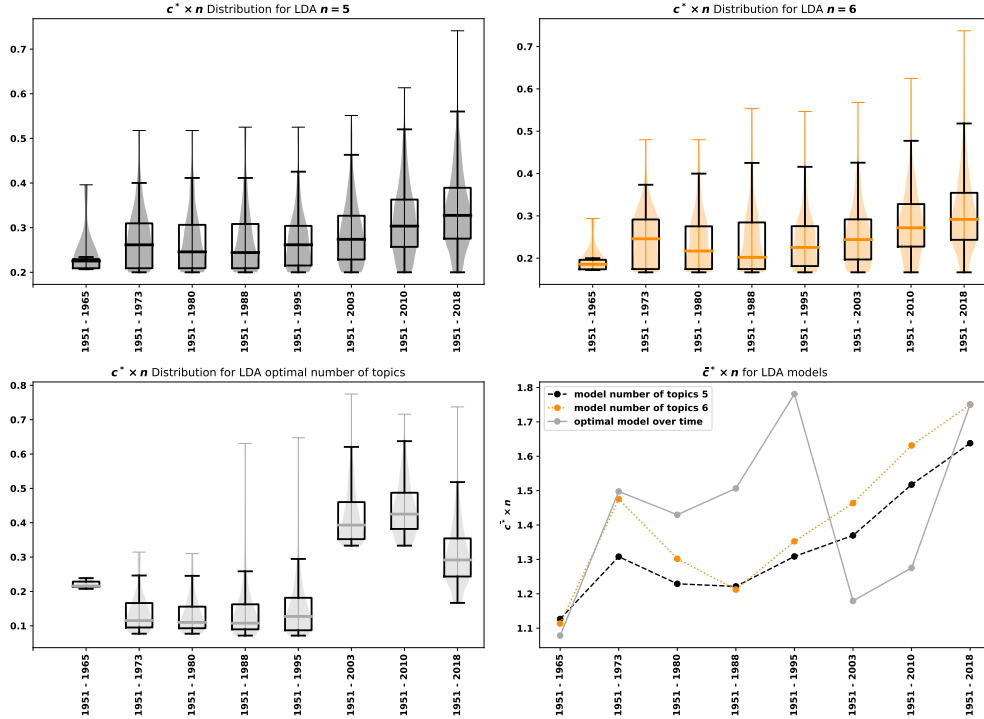 c* × n Distribution for LDA n = 5
0.7
0.6
0.5
0.4
0.3
0.2
1951 - 1965
1951 - 1973
1951 - 1980
1951 - 1988
1951 - 1995
1951 - 2003
1951 - 2010
1951 - 2018
c* × n Distribution for LDA n = 6
0.7
0.6
0.5
0.4
0.3
0.2
1951 - 1965
1951 - 1973
1951 - 1980
1951 - 1988
1951 - 1995
1951 - 2003
1951 - 2010
1951 - 2018
c* × n Distribution for LDA optimal number of topics
0.8
0.7
0.6
0.5
0.4
0.3
0.2
0.1
1951 - 1965
1951 - 1973
1951 - 1980
1951 - 1988
1951 - 1995
1951 - 2003
1951 - 2010
1951 - 2018
c̄* × n for LDA models
model number of topics 5
model number of topics 6
optimal model over time
c̄* × n
1.8
1.7
1.6
1.5
1.4
1.3
1.2
1.1
1951 - 1965
1951 - 1973
1951 - 1980
1951 - 1988
1951 - 1995
1951 - 2003
1951 - 2010
1951 - 2018